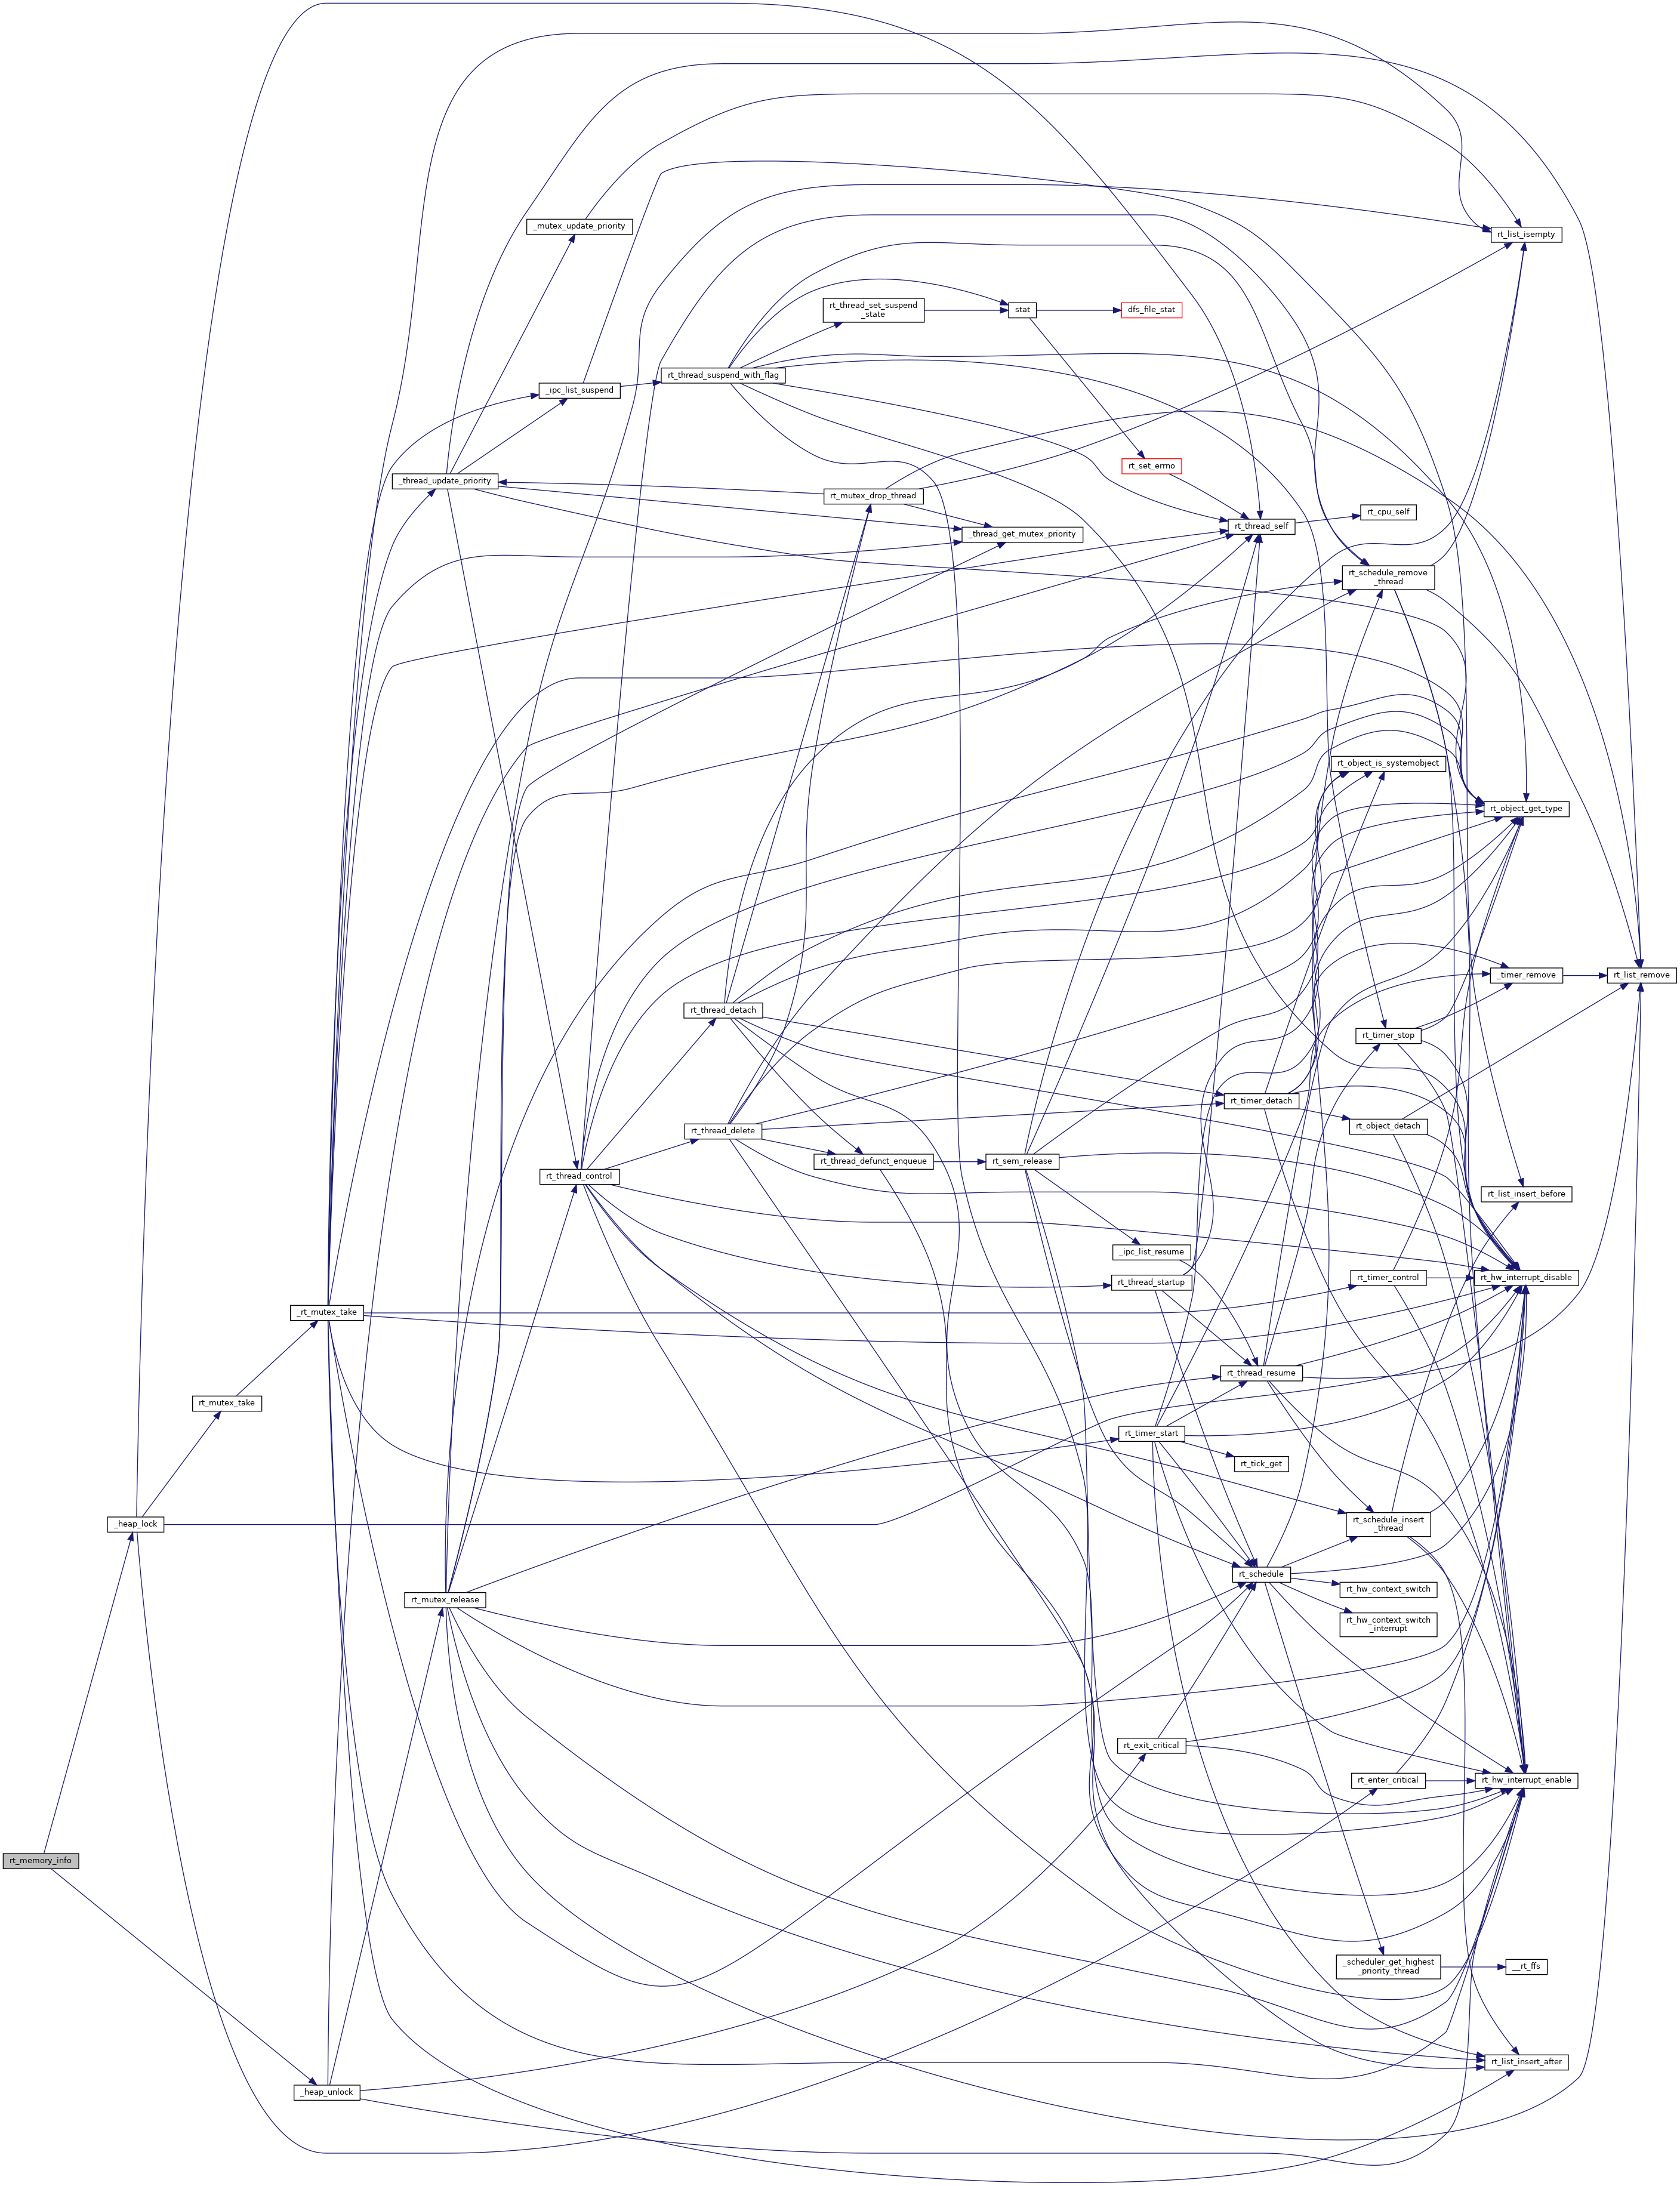 _mutex_update_priority
rt_list_isempty
rt_thread_set_suspend
_state
stat
dfs_file_stat
rt_thread_suspend_with_flag
_ipc_list_suspend
rt_set_errno
_thread_update_priority
rt_mutex_drop_thread
rt_cpu_self
rt_thread_self
_thread_get_mutex_priority
rt_schedule_remove
_thread
rt_object_is_systemobject
rt_object_get_type
_timer_remove
rt_list_remove
rt_thread_detach
rt_timer_stop
rt_timer_detach
rt_object_detach
rt_thread_delete
rt_thread_defunct_enqueue
rt_sem_release
rt_thread_control
rt_list_insert_before
_ipc_list_resume
rt_thread_startup
rt_timer_control
rt_hw_interrupt_disable
_rt_mutex_take
rt_thread_resume
rt_mutex_take
rt_timer_start
rt_tick_get
_heap_lock
rt_schedule_insert
_thread
rt_schedule
rt_hw_context_switch
rt_mutex_release
rt_hw_context_switch
_interrupt
rt_exit_critical
rt_enter_critical
rt_hw_interrupt_enable
rt_memory_info
_scheduler_get_highest
_priority_thread
__rt_ffs
rt_list_insert_after
_heap_unlock